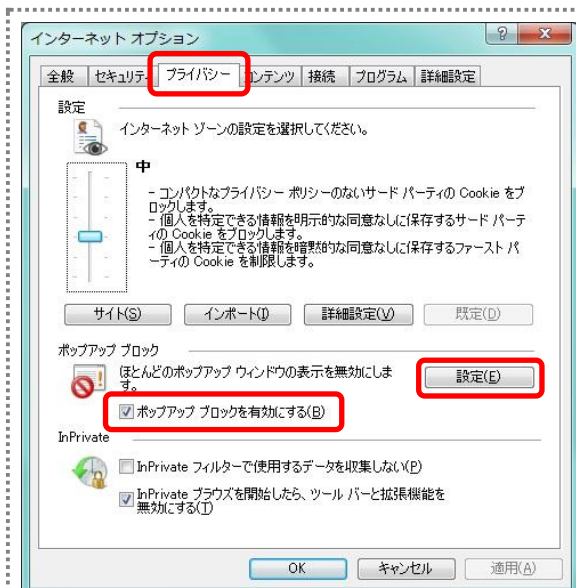 インターネット オプション
全般 セキュリティ プライバシー コンテンツ 接続 プログラム 詳細設定
設定
インターネット ゾーンの設定を選択してください。
中
- コンパクトなプライバシー ポリシーのないサード パーティの Cookie をブ
ロックします。
- 個人を特定できる情報を明示的な同意なしに保存するサード パーテ
ィの Cookie をブロックします。
- 個人を特定できる情報を暗黙的な同意なしに保存するファースト パ
ーティの Cookie を制限します。
サイト(S) インポート(I) 詳細設定(V) 既定(D)
ポップアップ ブロック
ほとんどのポップアップ ウィンドウの表示を無効にしま
す。
設定(E)
ポップアップ ブロックを有効にする(B)
InPrivate
InPrivate フィルターで使用するデータを収集しない(P)
InPrivate ブラウズを開始したら、ツール バーと拡張機能を
無効にする(T)
OK キャンセル 適用(A)